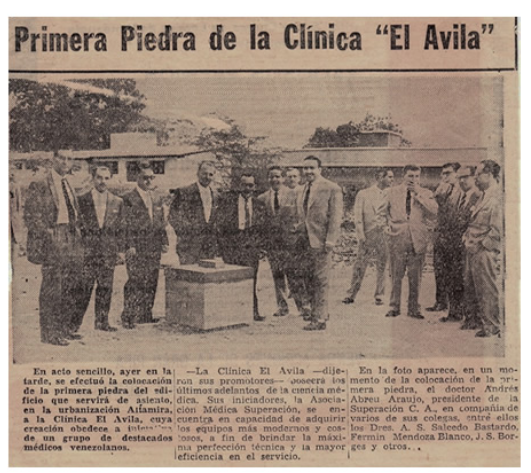 Primera Piedra de la Clínica "El Avila"
En acto sencillo, ayer en la
tarde, se efectuó la colocación
de la primera piedra del edi-
ficio que servirá de asiento,
en la urbanización Altamira,
a la Clínica El Avila, cuya
creación obedece a
de un grupo de destacados
médicos venezolanos.
—La Clínica El Avila —dije-
ron sus promotores— poseerá los
últimos adelantos de la ciencia mé-
dica. Sus iniciadores, la Asocia-
ción Médica Superación, se en-
cuentra en capacidad de adquirir
los equipos más modernos y cos-
tosos, a fin de brindar la máxi-
ma perfección técnica y la mayor
eficiencia en el servicio.
En la foto aparece, en un mo-
mento de la colocación de la pri-
mera piedra, el doctor Andrés
Abreu Araujo, presidente de la
Superación C. A., en compañía de
varios de sus colegas, entré ellos
los Dres. A. S. Salcedo Bastardo,
Fermín Mendoza Blanco, J. S. Bor-
ges y otros.